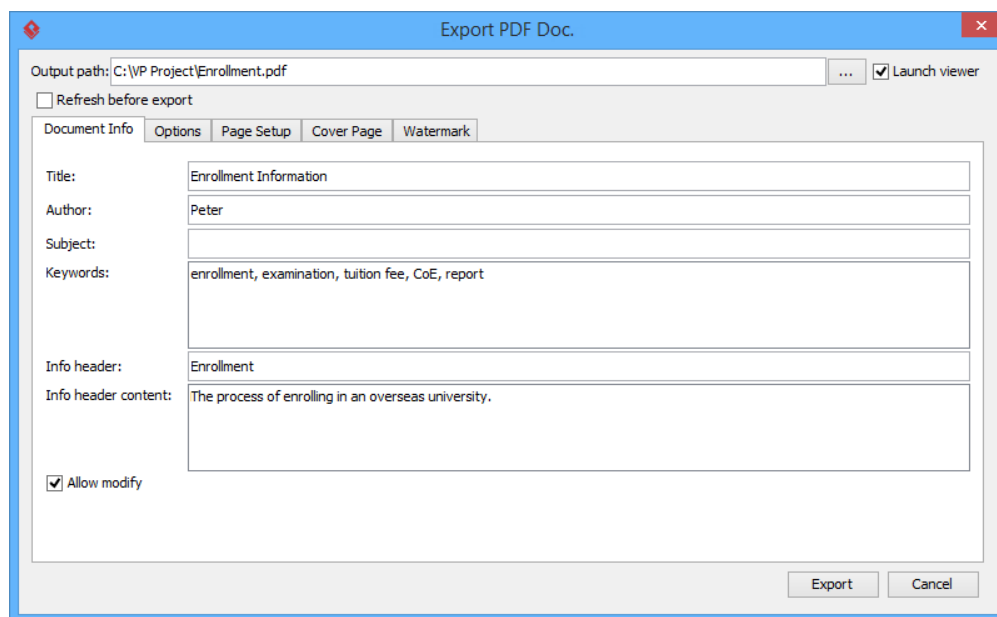 Export PDF Doc.
Output path: C:\VP Project\Enrollment.pdf ... Launch viewer
Refresh before export
Document Info Options Page Setup Cover Page Watermark
Title: Enrollment Information
Author: Peter
Subject:
Keywords: enrollment, examination, tuition fee, CoE, report
Info header: Enrollment
Info header content: The process of enrolling in an overseas university.
Allow modify
Export Cancel